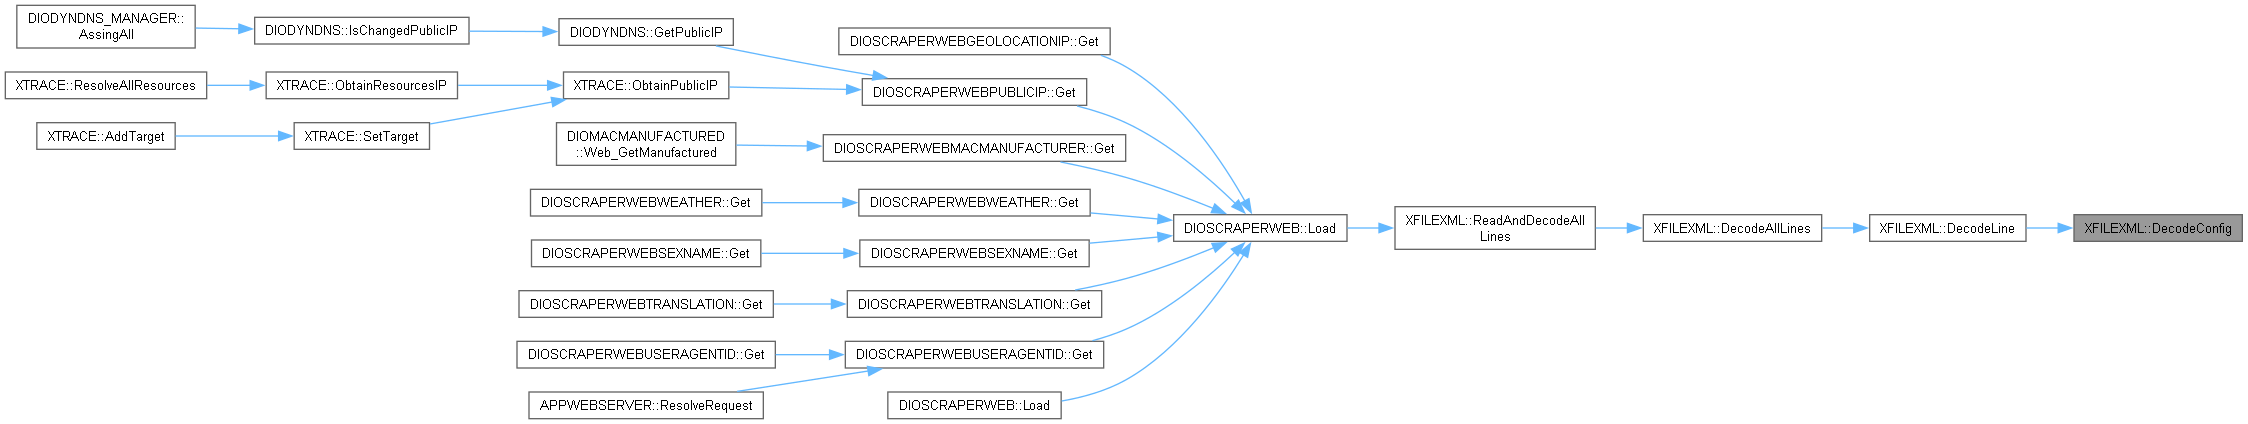 DIODYNDNS_MANAGER::
AssingAll
DIODYNDNS::IsChangedPublicIP
DIODYNDNS::GetPublicIP
DIOSCRAPERWEBGEOLOCATIONIP::Get
XTRACE::ResolveAllResources
XTRACE::ObtainResourcesIP
XTRACE::ObtainPublicIP
DIOSCRAPERWEBPUBLICIP::Get
XTRACE::AddTarget
XTRACE::SetTarget
DIOMACMANUFACTURED
::Web_GetManufactured
DIOSCRAPERWEBMACMANUFACTURER::Get
DIOSCRAPERWEBWEATHER::Get
DIOSCRAPERWEBWEATHER::Get
DIOSCRAPERWEB::Load
XFILEXML::ReadAndDecodeAll
Lines
XFILEXML::DecodeAllLines
XFILEXML::DecodeLine
XFILEXML::DecodeConfig
DIOSCRAPERWEBSEXNAME::Get
DIOSCRAPERWEBSEXNAME::Get
DIOSCRAPERWEBTRANSLATION::Get
DIOSCRAPERWEBTRANSLATION::Get
DIOSCRAPERWEBUSERAGENTID::Get
DIOSCRAPERWEBUSERAGENTID::Get
APPWEBSERVER::ResolveRequest
DIOSCRAPERWEB::Load